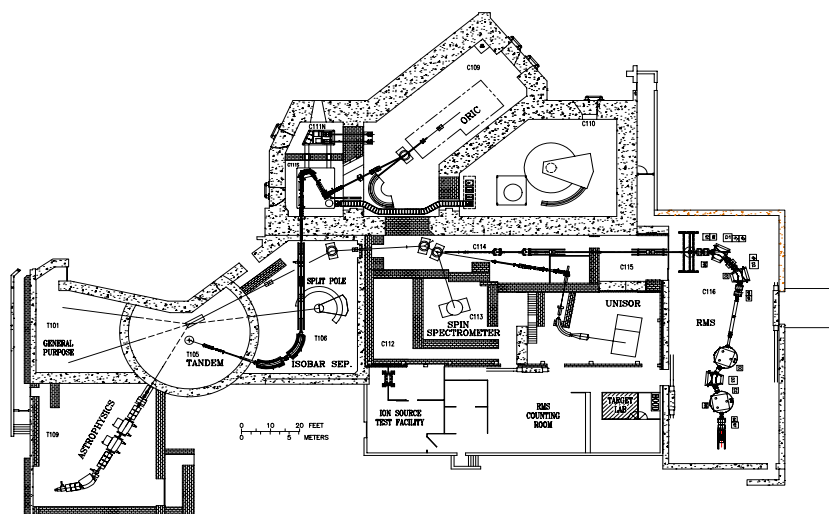 C109
ORIC
C111N
C110
C111S
C114
C115
SPLIT POLE
C116
UNISOR
T101
C113
SPIN
SPECTROMETER
RMS
T106
C112
GENERAL
PURPOSE
T105
TANDEM
ISOBAR SEP.
ASTROPHYSICS
T109
ION SOURCE
TEST FACILITY
RMS
COUNTING
ROOM
TARGET
LAB
0 10 20 FEET
0 5 METERS